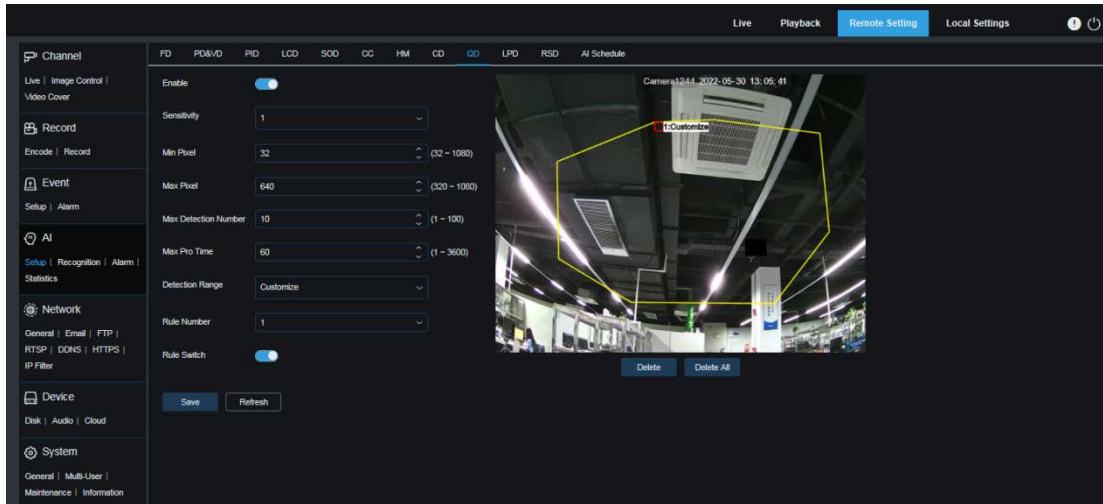 Live Playback Remote Setting Local Settings
Channel
Live | Image Control |
Video Cover
Record
Encode | Record
Event
Setup | Alarm
AI
Setup | Recognition | Alarm |
Statistics
Network
General | Email | FTP |
RTSP | DDNS | HTTPS |
IP Filter
Device
Disk | Audio | Cloud
System
General | Multi-User |
Maintenance | Information
FD PD&VD PID LCD SOD CC HM CD QD LPD RSD AI Schedule
Enable
Sensitivity 1
Min Pixel 32 (32 ~ 1080)
Max Pixel 640 (320 ~ 1080)
Max Detection Number 10 (1 ~ 100)
Max Pro Time 60 (1 ~ 3600)
Detection Range Customize
Rule Number 1
Rule Switch
Save Refresh
Camera1244 2022-05-30 13:05:41
1:Customize
Delete Delete All